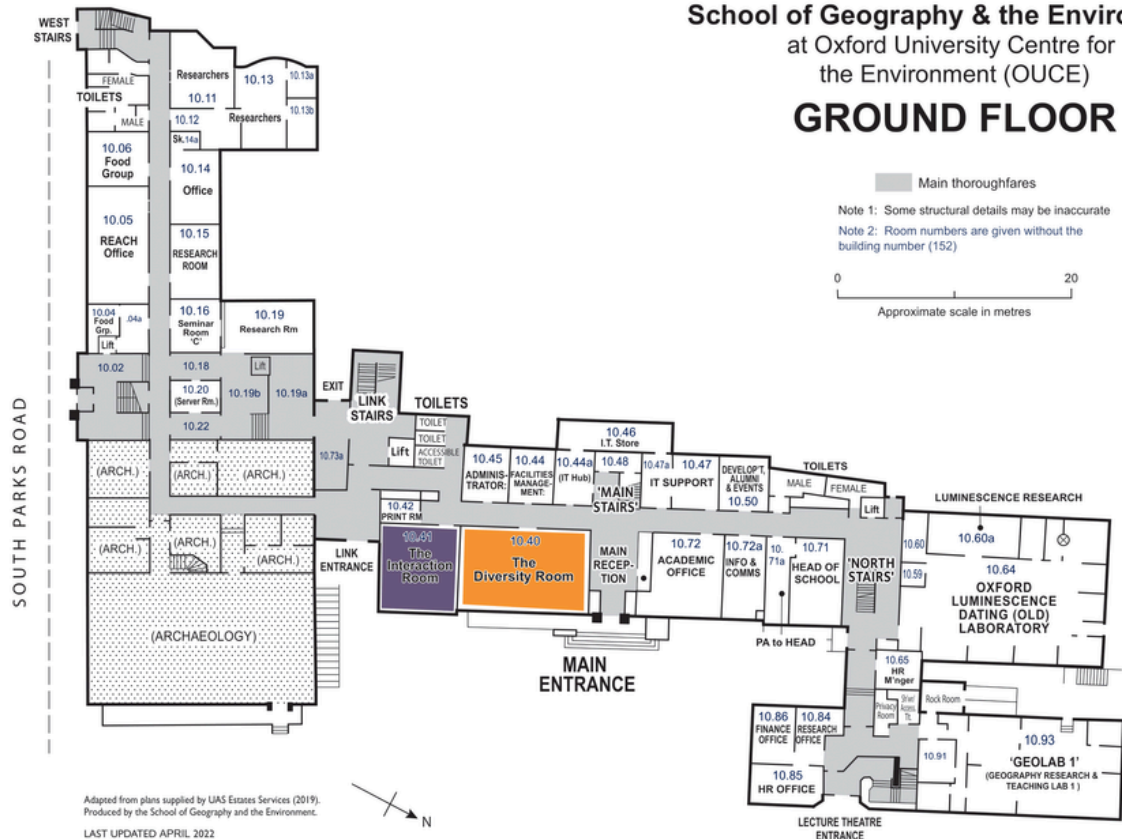 School of Geography & the Enviro
at Oxford University Centre for
the Environment (OUCE)
GROUND FLOOR
Main thoroughfares
Note 1: Some structural details may be inaccurate
Note 2: Room numbers are given without the
building number (152)
0 20
Approximate scale in metres
WEST
STAIRS
FEMALE
TOILETS
MALE
Researchers
10.11
10.12
10.13
Researchers
10.13a
10.13b
Sk.14a
10.06
Food
Group
10.14
Office
10.05
REACH
Office
10.15
RESEARCH
ROOM
10.04
Food
Grp.
.04a
Lift
10.16
Seminar
Room
'C'
10.19
Research Rm
10.02
10.18
Lift
10.20
(Server Rm.)
10.19b
10.19a
10.22
SOUTH PARKS ROAD
(ARCH.)
(ARCH.)
(ARCH.)
(ARCH.)
(ARCH.)
(ARCH.)
(ARCHAEOLOGY)
EXIT
LINK
STAIRS
TOILETS
TOILET
TOILET
ACCESSIBLE
TOILET
Lift
10.73a
LINK
ENTRANCE
10.42
PRINT RM
10.41
The
Interaction
Room
10.40
The
Diversity Room
10.45
ADMINIS-
TRATOR:
10.44
FACILITIES
MANAGE-
MENT:
10.44a
(IT Hub)
10.46
I.T. Store
10.48
'MAIN
STAIRS'
10.47a
10.47
IT SUPPORT
DEVELOP'T,
ALUMNI
& EVENTS
10.50
TOILETS
MALE
FEMALE
Lift
MAIN
RECEP-
TION
10.72
ACADEMIC
OFFICE
10.72a
INFO &
COMMS
10.
71a
10.71
HEAD OF
SCHOOL
PA to HEAD
MAIN
ENTRANCE
'NORTH
STAIRS'
LUMINESCENCE RESEARCH
10.60
10.60a
10.59
10.64
OXFORD
LUMINESCENCE
DATING (OLD)
LABORATORY
10.65
HR
M'nger
Privacy
Room
Access.
Rock Room
10.86
FINANCE
OFFICE
10.84
RESEARCH
OFFICE
10.85
HR OFFICE
10.91
10.93
'GEOLAB 1'
(GEOGRAPHY RESEARCH &
TEACHING LAB 1 )
LECTURE THEATRE
ENTRANCE
N
Adapted from plans supplied by UAS Estates Services (2019).
Produced by the School of Geography and the Environment.
LAST UPDATED APRIL 2022